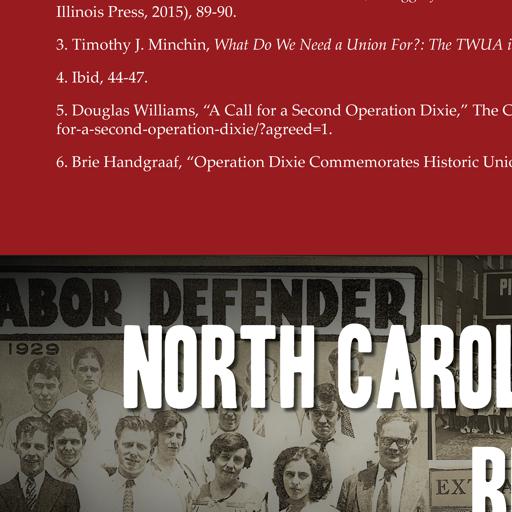 Illinois Press, 2015), 89-90.
3. Timothy J. Minchin, What Do We Need a Union For?: The TWUA i
4. Ibid, 44-47.
5. Douglas Williams, “A Call for a Second Operation Dixie,” The C
for-a-second-operation-dixie/?agreed=1.
6. Brie Handgraaf, “Operation Dixie Commemorates Historic Unio
ABOR DEFENDER
1929
PI
NORTH CAROL
B
EXT